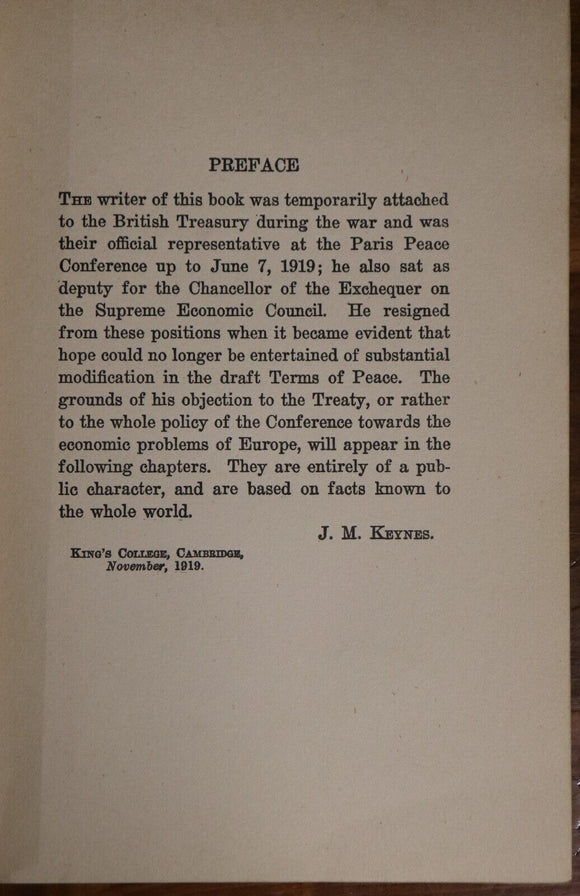 PREFACE
THE writer of this book was temporarily attached
to the British Treasury during the war and was
their official representative at the Paris Peace
Conference up to June 7, 1919; he also sat as
deputy for the Chancellor of the Exchequer on
the Supreme Economic Council. He resigned
from these positions when it became evident that
hope could no longer be entertained of substantial
modification in the draft Terms of Peace. The
grounds of his objection to the Treaty, or rather
to the whole policy of the Conference towards the
economic problems of Europe, will appear in the
following chapters. They are entirely of a pub-
lic character, and are based on facts known to
the whole world.
J. M. KEYNES.
KING'S COLLEGE, CAMBRIDGE,
November, 1919.